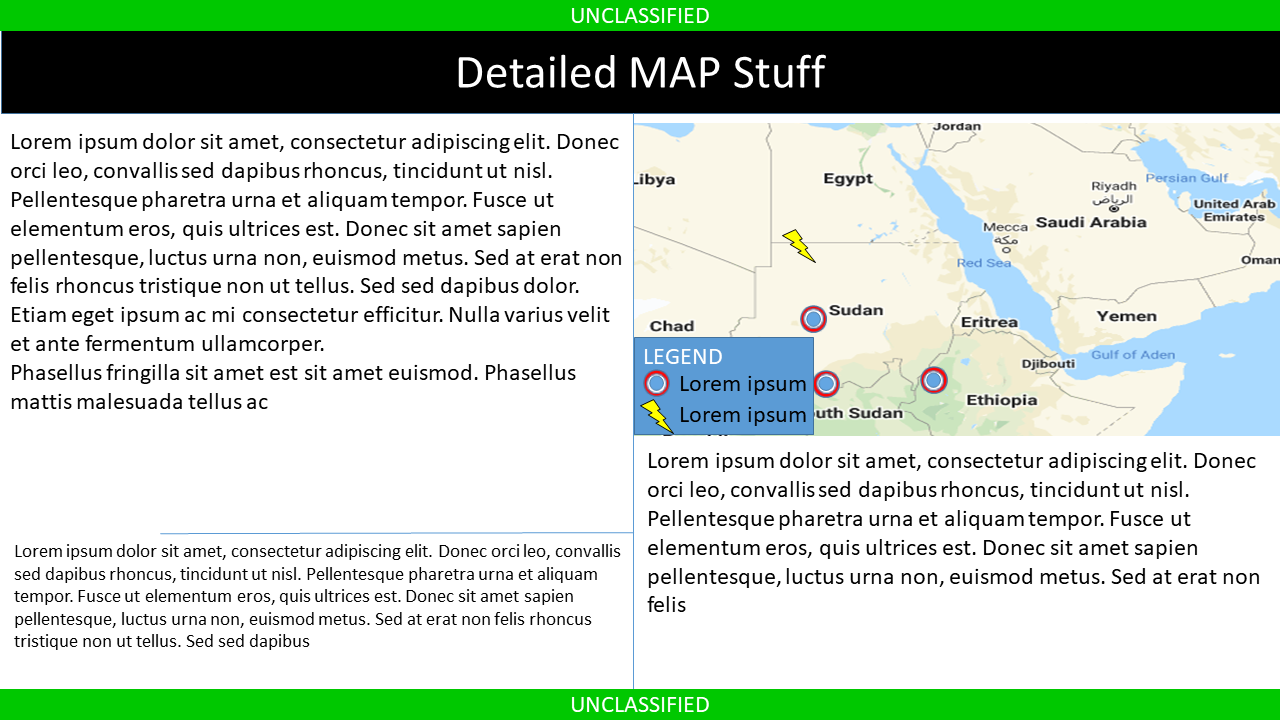 UNCLASSIFIED
Detailed MAP Stuff
Lorem ipsum dolor sit amet, consectetur adipiscing elit. Donec
orci leo, convallis sed dapibus rhoncus, tincidunt ut nisl.
Pellentesque pharetra urna et aliquam tempor. Fusce ut
elementum eros, quis ultrices est. Donec sit amet sapien
pellentesque, luctus urna non, euismod metus. Sed at erat non
felis rhoncus tristique non ut tellus. Sed sed dapibus dolor.
Etiam eget ipsum ac mi consectetur efficitur. Nulla varius velit
et ante fermentum ullamcorper.
Phasellus fringilla sit amet est sit amet euismod. Phasellus
mattis malesuada tellus ac
Lorem ipsum dolor sit amet, consectetur adipiscing elit. Donec orci leo, convallis
sed dapibus rhoncus, tincidunt ut nisl. Pellentesque pharetra urna et aliquam
tempor. Fusce ut elementum eros, quis ultrices est. Donec sit amet sapien
pellentesque, luctus urna non, euismod metus. Sed at erat non felis rhoncus
tristique non ut tellus. Sed sed dapibus
Jordan
Libya
Egypt
Persian Gulf
Riyadh
الرياض
United Arab
Emirates
Saudi Arabia
Mecca
مكة
Red Sea
Oman
Sudan
Chad
Eritrea
Yemen
Gulf of Aden
Djibouti
Ethiopia
uth Sudan
LEGEND
Lorem ipsum
Lorem ipsum
Lorem ipsum dolor sit amet, consectetur adipiscing elit. Donec
orci leo, convallis sed dapibus rhoncus, tincidunt ut nisl.
Pellentesque pharetra urna et aliquam tempor. Fusce ut
elementum eros, quis ultrices est. Donec sit amet sapien
pellentesque, luctus urna non, euismod metus. Sed at erat non
felis
UNCLASSIFIED